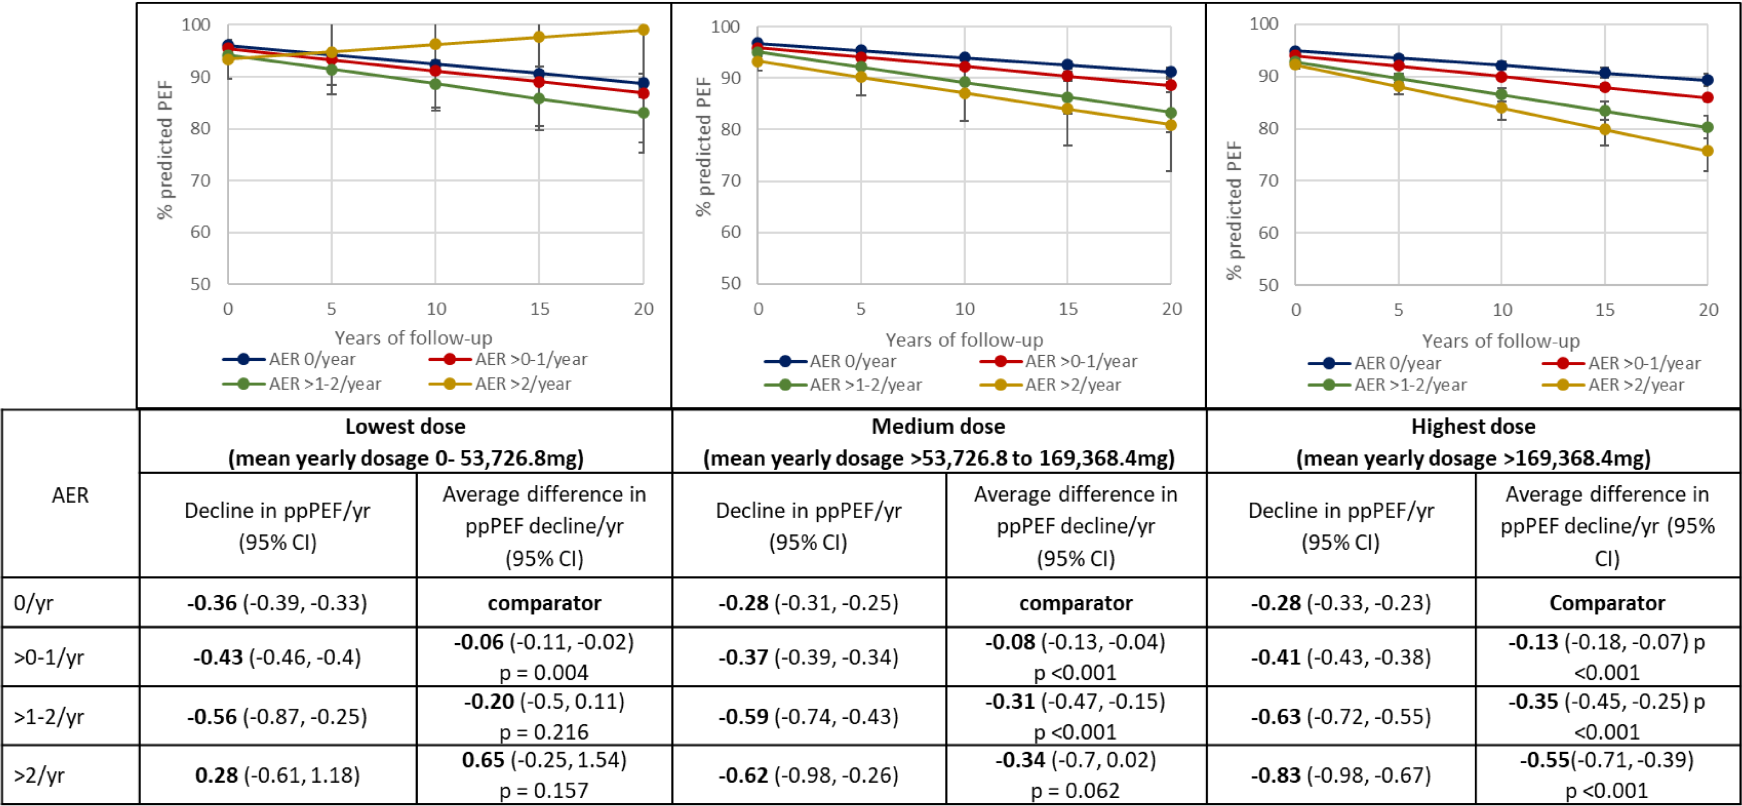 100
90
80
70
60
50
% predicted PEF
0 5 10 15 20
Years of follow-up
AER 0/year AER >0-1/year
AER >1-2/year AER >2/year
100
90
80
70
60
50
% predicted PEF
0 5 10 15 20
Years of follow-up
AER 0/year AER >0-1/year
AER >1-2/year AER >2/year
100
90
80
70
60
50
% predicted PEF
0 5 10 15 20
Years of follow-up
AER 0/year AER >0-1/year
AER >1-2/year AER >2/year
AER
Lowest dose
(mean yearly dosage 0- 53,726.8mg)
Medium dose
(mean yearly dosage >53,726.8 to 169,368.4mg)
Highest dose
(mean yearly dosage >169,368.4mg)
Decline in ppPEF/yr
(95% CI)
Average difference in
ppPEF decline/yr
(95% CI)
Decline in ppPEF/yr
(95% CI)
Average difference in
ppPEF decline/yr
(95% CI)
Decline in ppPEF/yr
(95% CI)
Average difference in
ppPEF decline/yr (95%
CI)
0/yr
-0.36 (-0.39, -0.33)
comparator
-0.28 (-0.31, -0.25)
comparator
-0.28 (-0.33, -0.23)
Comparator
>0-1/yr
-0.43 (-0.46, -0.4)
-0.06 (-0.11, -0.02)
p = 0.004
-0.37 (-0.39, -0.34)
-0.08 (-0.13, -0.04)
p <0.001
-0.41 (-0.43, -0.38)
-0.13 (-0.18, -0.07) p
<0.001
>1-2/yr
-0.56 (-0.87, -0.25)
-0.20 (-0.5, 0.11)
p = 0.216
-0.59 (-0.74, -0.43)
-0.31 (-0.47, -0.15)
p <0.001
-0.63 (-0.72, -0.55)
-0.35 (-0.45, -0.25) p
<0.001
>2/yr
0.28 (-0.61, 1.18)
0.65 (-0.25, 1.54)
p = 0.157
-0.62 (-0.98, -0.26)
-0.34 (-0.7, 0.02)
p = 0.062
-0.83 (-0.98, -0.67)
-0.55(-0.71, -0.39)
p <0.001